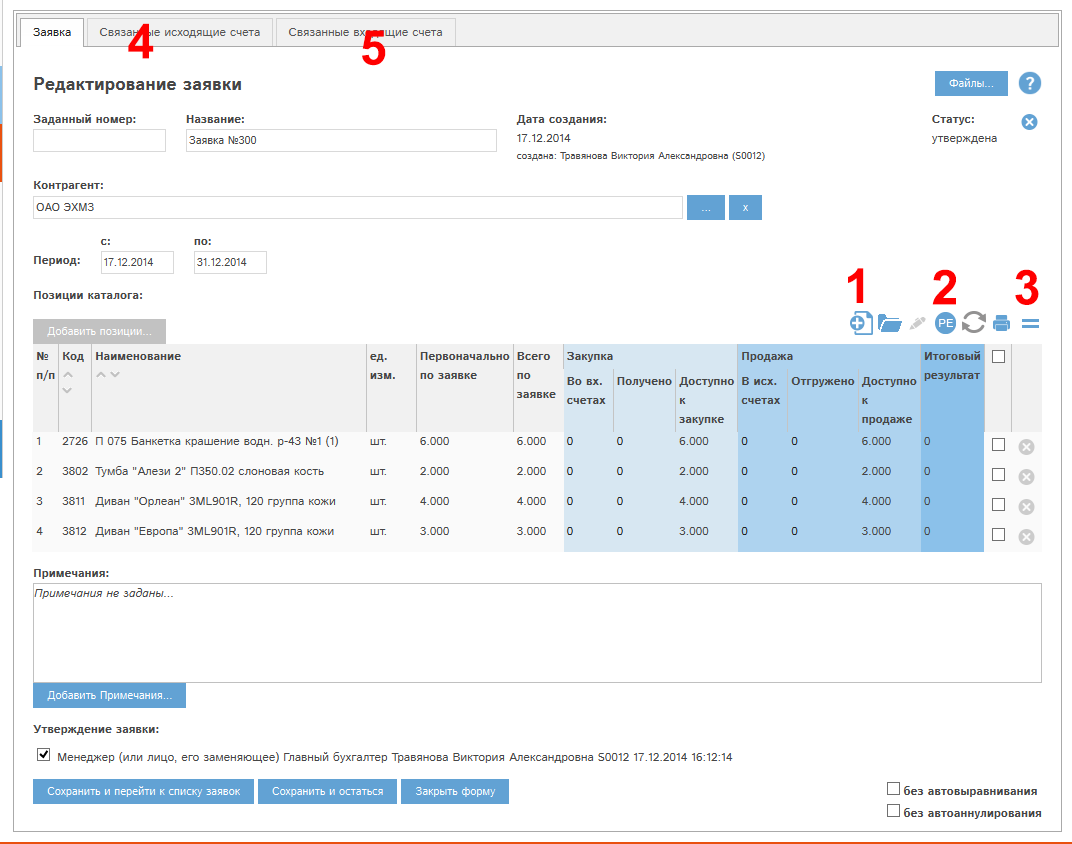 Заявка Связанные исходящие счета Связанные входящие счета
4 5
Редактирование заявки Файлы... ?
Заданный номер: Название: Дата создания: Статус:
Заявка №300 17.12.2014 утверждена
создана: Травянова Виктория Александровна (S0012)
Контрагент:
ОАО ЭХМЗ ... x
с: по:
Период: 17.12.2014 31.12.2014
Позиции каталога:
1 2 3
Добавить позиции... PE
№ п/п Код Наименование ед. изм. Первоначально по заявке Всего по заявке Закупка Продажа Итоговый результат
Во вх. счетах Получено Доступно к закупке В исх. счетах Отгружено Доступно к продаже
1 2726 П 075 Банкетка крашение водн. р-43 №1 (1) шт. 6.000 6.000 0 0 6.000 0 0 6.000 0
2 3802 Тумба "Алези 2" П350.02 слоновая кость шт. 2.000 2.000 0 0 2.000 0 0 2.000 0
3 3811 Диван "Орлеан" 3ML901R, 120 группа кожи шт. 4.000 4.000 0 0 4.000 0 0 4.000 0
4 3812 Диван "Европа" 3ML901R, 120 группа кожи шт. 3.000 3.000 0 0 3.000 0 0 3.000 0
Примечания:
Примечания не заданы...
Добавить Примечания...
Утверждение заявки:
Менеджер (или лицо, его заменяющее) Главный бухгалтер Травянова Виктория Александровна S0012 17.12.2014 16:12:14
Сохранить и перейти к списку заявок Сохранить и остаться Закрыть форму
без автовыравнивания
без автоаннулирования